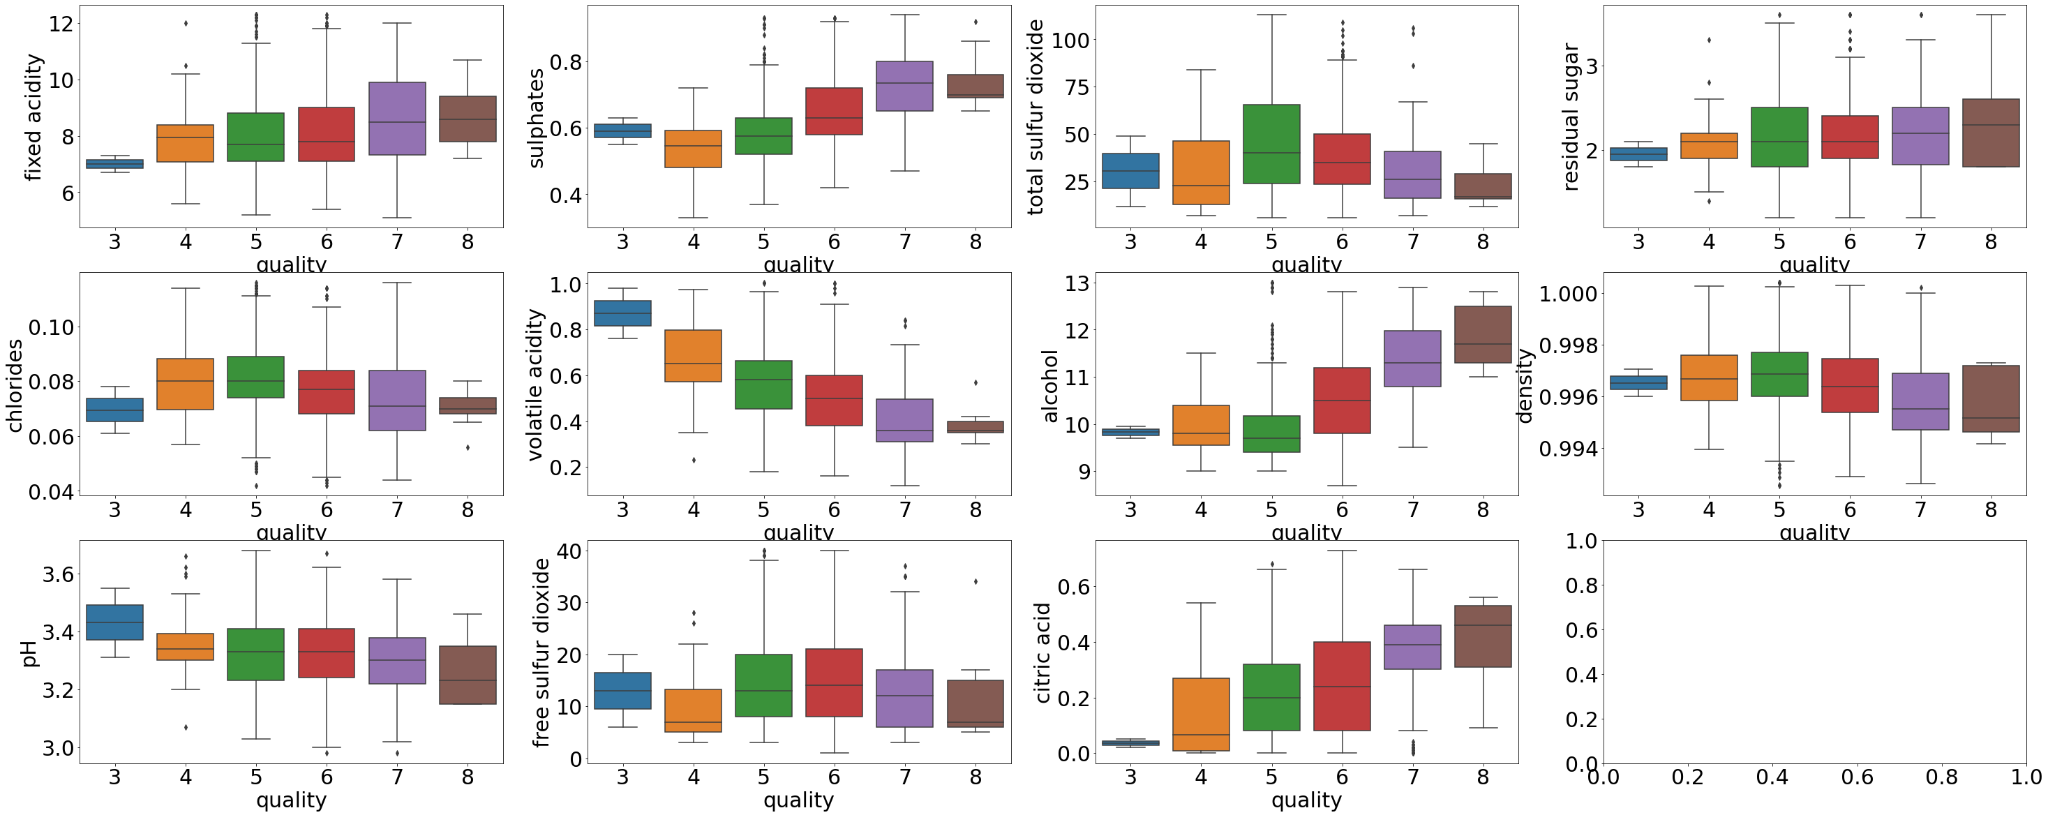 fixed acidity
12
10
8
6
3 4 5 6 7 8
quality
sulphates
0.8
0.6
0.4
3 4 5 6 7 8
quality
total sulfur dioxide
100
75
50
25
3 4 5 6 7 8
quality
residual sugar
3
2
3 4 5 6 7 8
quality
chlorides
0.10
0.08
0.06
0.04
3 4 5 6 7 8
quality
volatile acidity
1.0
0.8
0.6
0.4
0.2
3 4 5 6 7 8
quality
alcohol
13
12
11
10
9
3 4 5 6 7 8
quality
density
1.000
0.998
0.996
0.994
3 4 5 6 7 8
quality
pH
3.6
3.4
3.2
3.0
3 4 5 6 7 8
quality
free sulfur dioxide
40
30
20
10
0
3 4 5 6 7 8
quality
citric acid
0.6
0.4
0.2
0.0
3 4 5 6 7 8
quality
1.0
0.8
0.6
0.4
0.2
0.0
0.0 0.2 0.4 0.6 0.8 1.0